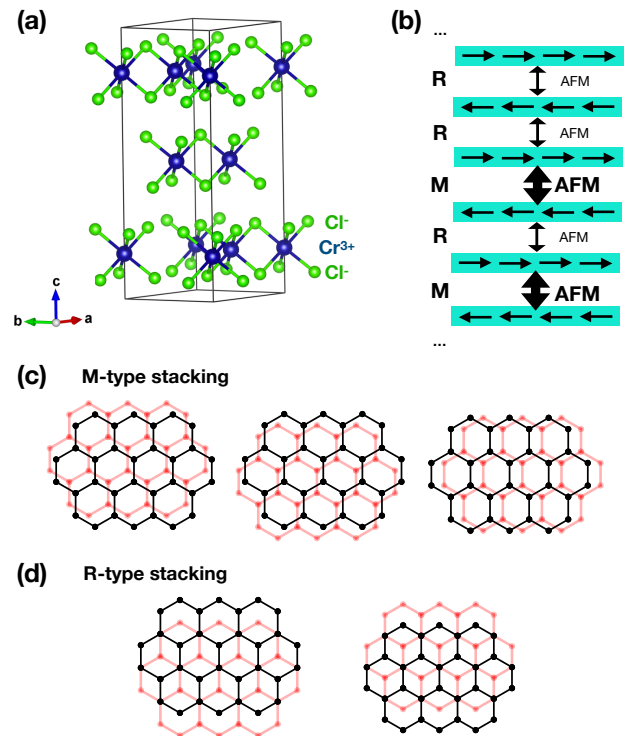 (a)
Cl⁻
Cr³⁺
Cl⁻
c
b
a
(b)
...
R
AFM
R
AFM
M
AFM
R
AFM
M
AFM
...
(c) M-type stacking
(d) R-type stacking